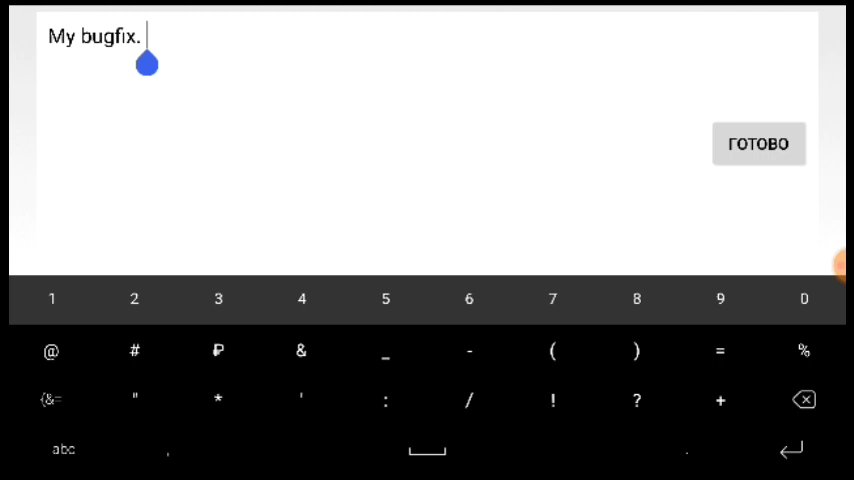 My bugfix.
ГОТОВО
1 2 3 4 5 6 7 8 9 0
@ # ₽ & _ - ( ) = %
{&= " * ' : / ! ? +
abc , .